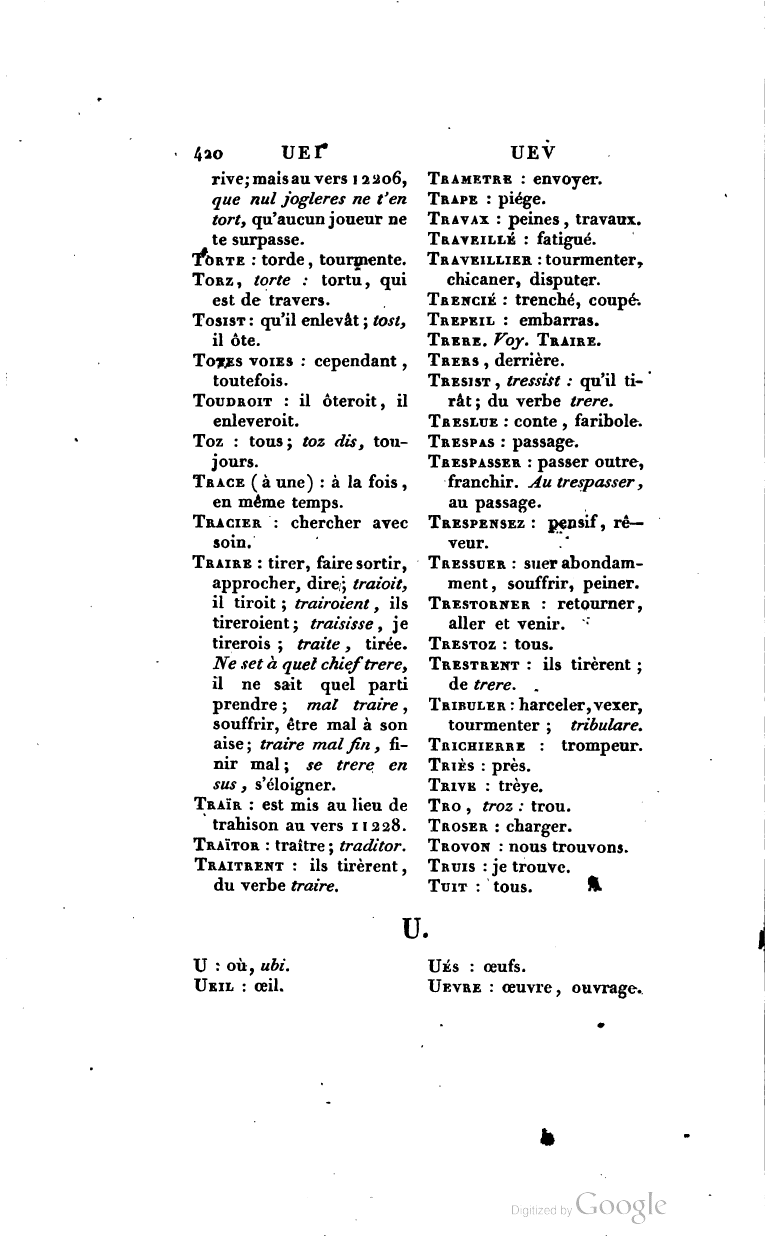 420 UEI UEV
rive; mais au vers 12206,
que nul jogleres ne t'en
tort, qu'aucun joueur ne
te surpasse.
TORTE : torde, tourmente.
TORZ, torte : tortu, qui
est de travers.
TOSIST : qu'il enlevât ; tost,
il ôte.
TOTES VOIES : cependant,
toutefois.
TOUDROIT : il ôteroit, il
enleveroit.
TOZ : tous ; toz dis, tou-
jours.
TRACE (à une) : à la fois,
en même temps.
TRACIER : chercher avec
soin.
TRAIRE : tirer, faire sortir,
approcher, dire ; traioit,
il tiroit ; trairoient, ils
tireroient ; traisisse, je
tirerois ; traite, tirée.
Ne set à quel chief trere,
il ne sait quel parti
prendre ; mal traire,
souffrir, être mal à son
aise ; traire mal fin, fi-
nir mal ; se trere en
sus, s'éloigner.
TRAÏR : est mis au lieu de
trahison au vers 11228.
TRAÏTOR : traître ; traditor.
TRAITRENT : ils tirèrent,
du verbe traire.
TRAMETRE : envoyer.
TRAPE : piége.
TRAVAX : peines, travaux.
TRAVEILLÉ : fatigué.
TRAVEILLIER : tourmenter,
chicaner, disputer.
TRENCIÉ : trenché, coupé.
TREPEIL : embarras.
TRERE. Voy. TRAIRE.
TRERS, derrière.
TRESIST, tressist : qu'il ti-
rât ; du verbe trere.
TRESLUE : conte, faribole.
TRESPAS : passage.
TRESPASSER : passer outre,
franchir. Au trespasser,
au passage.
TRESPENSEZ : pensif, rê-
veur.
TRESSUER : suer abondam-
ment, souffrir, peiner.
TRESTORNER : retourner,
aller et venir.
TRESTOZ : tous.
TRESTRENT : ils tirèrent ;
de trere.
TRIBULER : harceler, vexer,
tourmenter ; tribulare.
TRICHIERRE : trompeur.
TRIÈS : près.
TRIVE : trève.
TRO, troz : trou.
TROSER : charger.
TROVON : nous trouvons.
TRUIS : je trouve.
TUIT : tous.
U.
U : où, ubi.
UEIL : œil.
UÉS : œufs.
UEVRE : œuvre, ouvrage.
Digitized by Google